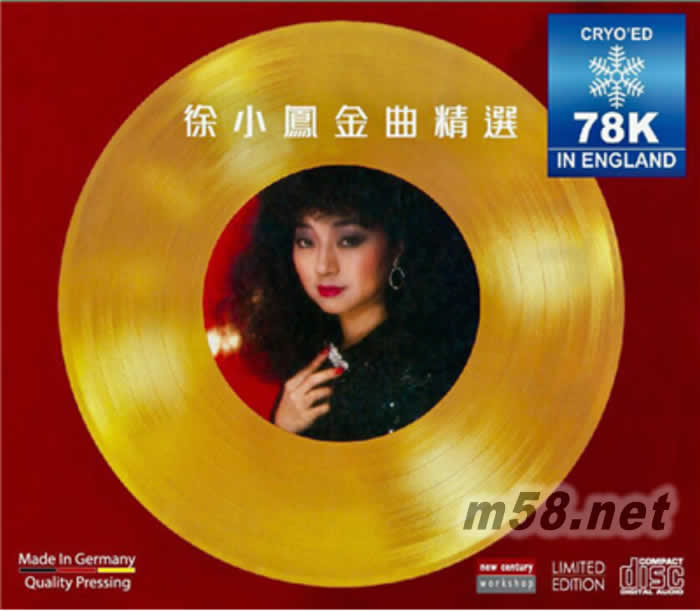 CRYO'ED
78K
IN ENGLAND
徐小鳳金曲精選
m58.net
Made In Germany
Quality Pressing
new century
workshop
LIMITED
EDITION
COMPACT
disc
DIGITAL AUDIO